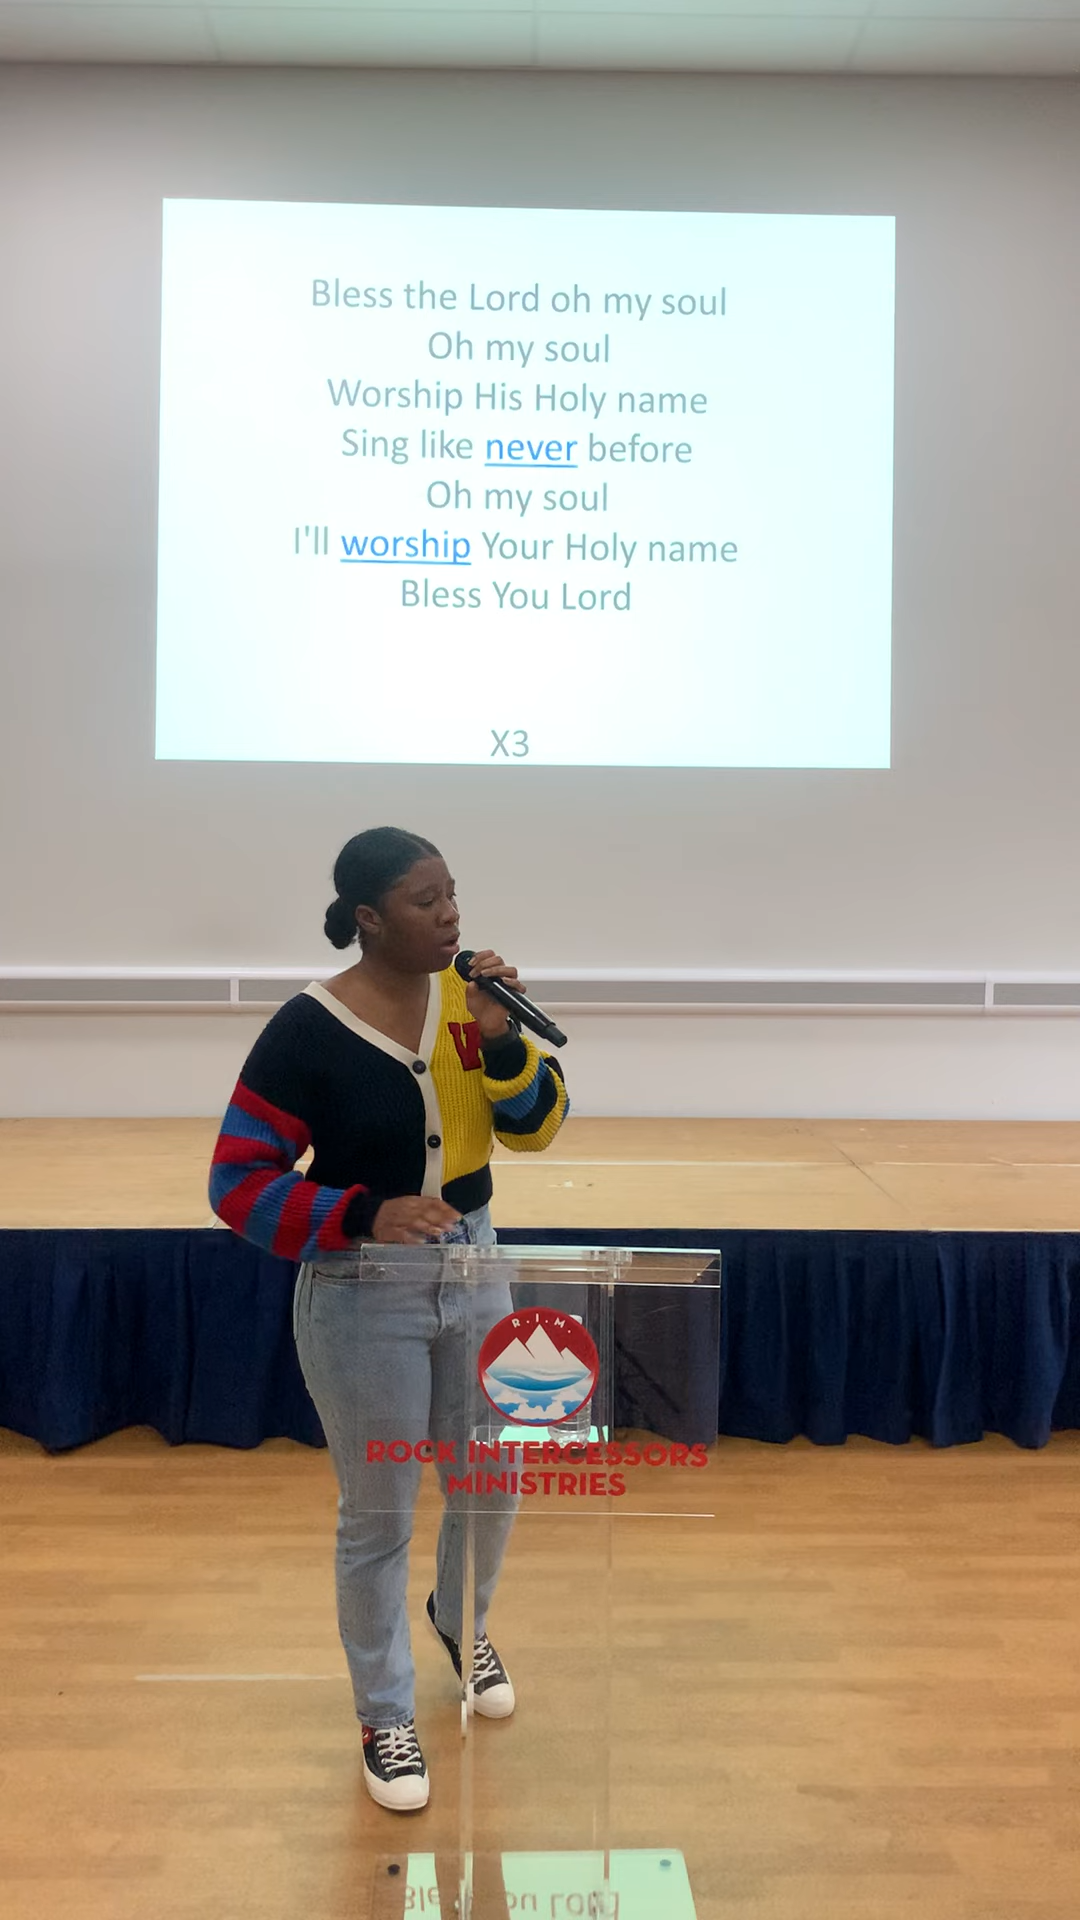 Bless the Lord oh my soul
Oh my soul
Worship His Holy name
Sing like never before
Oh my soul
I'll worship Your Holy name
Bless You Lord
X3
R.I.M.
ROCK INTERCESSORS
MINISTRIES